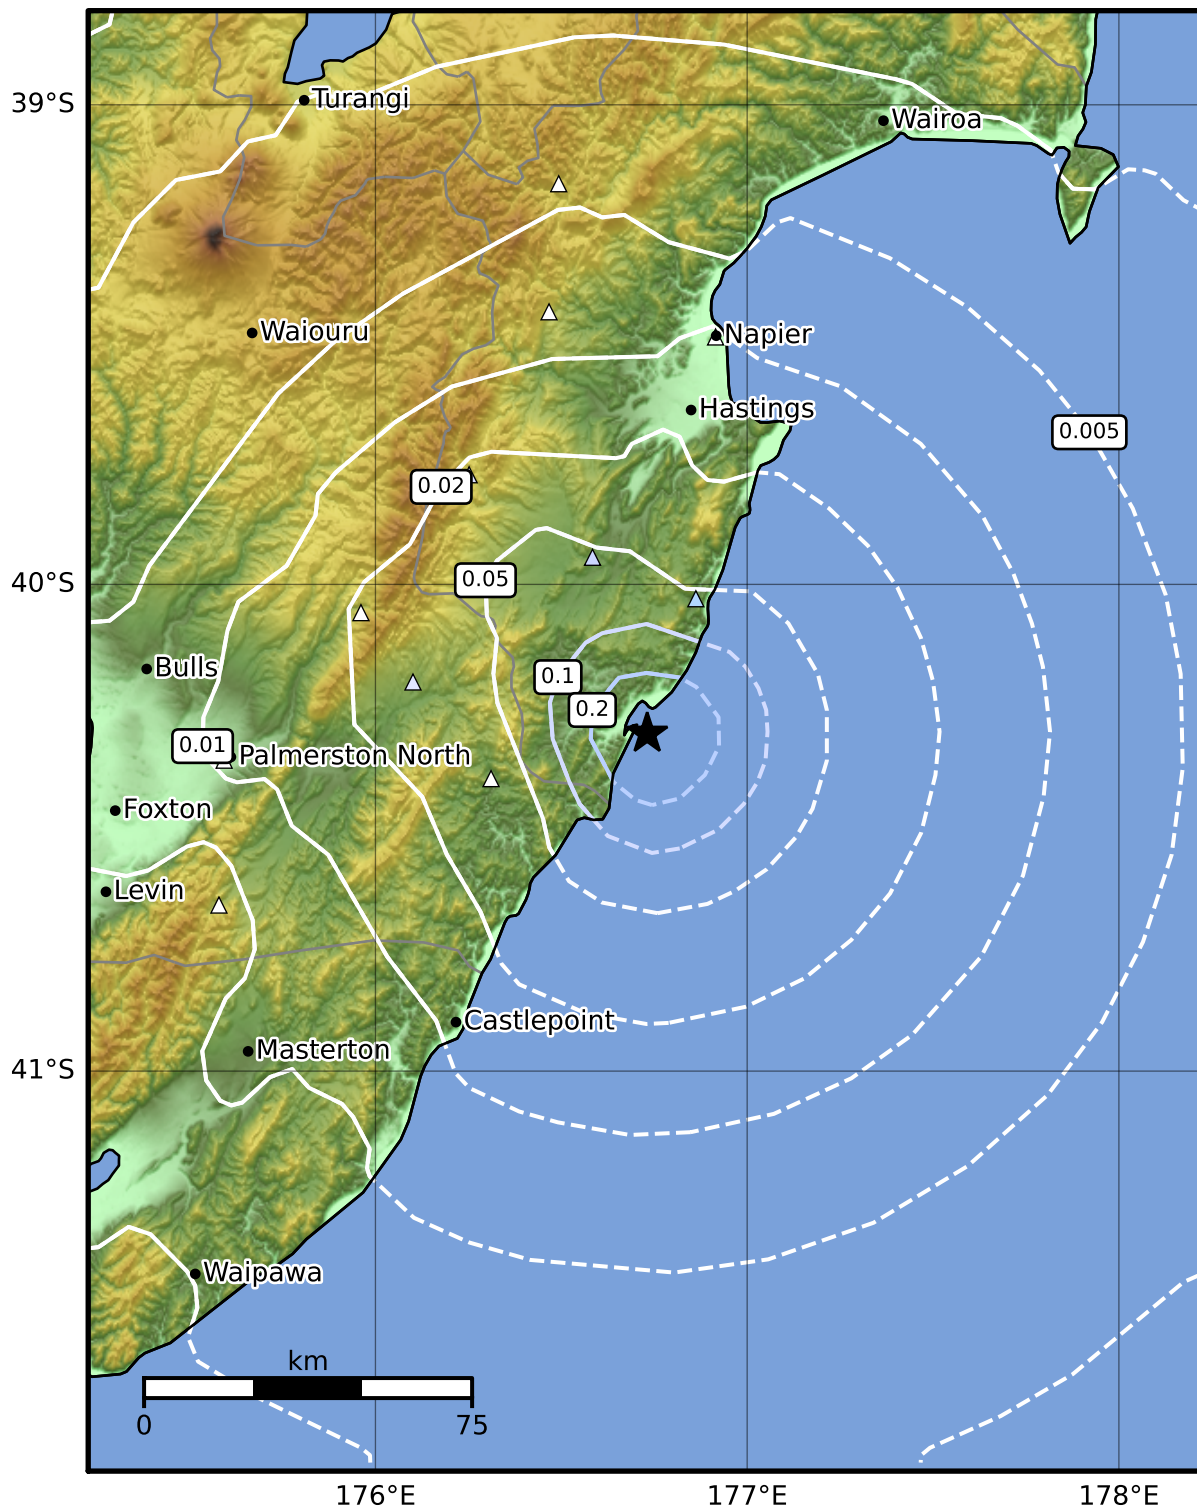 39°S
Turangi
Wairoa
Waiouru
Napier
Hastings
0.005
0.02
0.05
40°S
Bulls
0.1
0.2
0.01
Palmerston North
Foxton
Levin
Castlepoint
Masterton
41°S
Waipawa
km
0
75
176°E
177°E
178°E